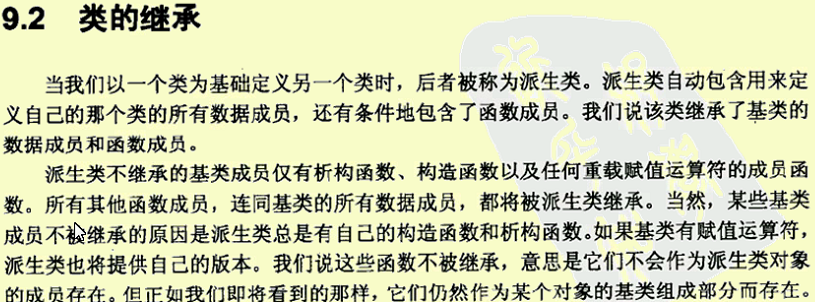 9.2 类的继承
当我们以一个类为基础定义另一个类时，后者被称为派生类。派生类自动包含用来定
义自己的那个类的所有数据成员，还有条件地包含了函数成员。我们说该类继承了基类的
数据成员和函数成员。
派生类不继承的基类成员仅有析构函数、构造函数以及任何重载赋值运算符的成员函
数。所有其他函数成员，连同基类的所有数据成员，都将被派生类继承。当然，某些基类
成员不被继承的原因是派生类总是有自己的构造函数和析构函数。如果基类有赋值运算符，
派生类也将提供自己的版本。我们说这些函数不被继承，意思是它们不会作为派生类对象
的成员存在。但正如我们即将看到的那样，它们仍然作为某个对象的基类组成部分而存在。